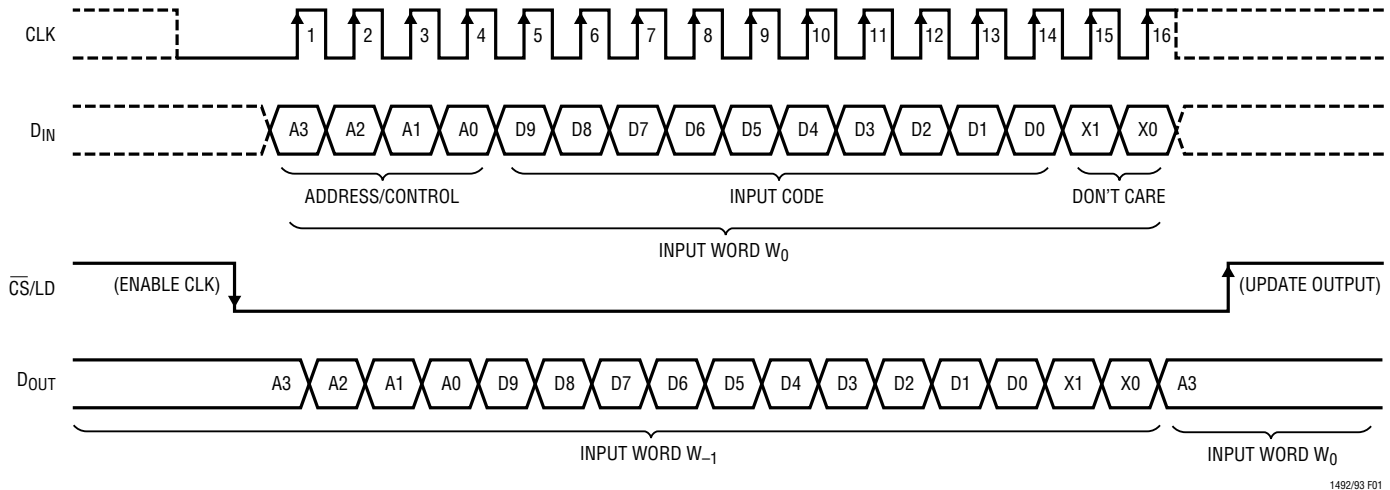 CLK 1 2 3 4 5 6 7 8 9 10 11 12 13 14 15 16
DIN A3 A2 A1 A0 D9 D8 D7 D6 D5 D4 D3 D2 D1 D0 X1 X0
ADDRESS/CONTROL INPUT CODE DON'T CARE
INPUT WORD W0
CS/LD (ENABLE CLK) (UPDATE OUTPUT)
DOUT A3 A2 A1 A0 D9 D8 D7 D6 D5 D4 D3 D2 D1 D0 X1 X0 A3
INPUT WORD W–1 INPUT WORD W0
1492/93 F01